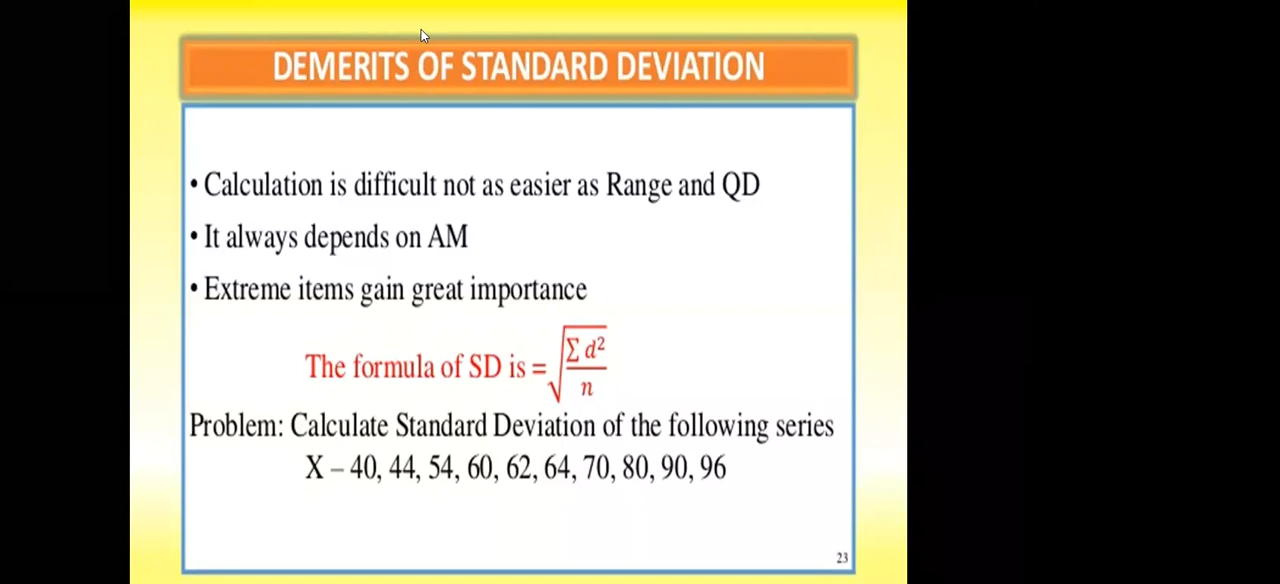 DEMERITS OF STANDARD DEVIATION
• Calculation is difficult not as easier as Range and QD
• It always depends on AM
• Extreme items gain great importance
The formula of SD is = √(∑ d² / n)
Problem: Calculate Standard Deviation of the following series
X – 40, 44, 54, 60, 62, 64, 70, 80, 90, 96
23